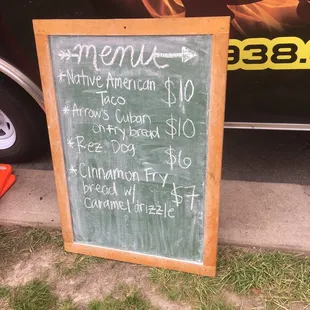 menu
938.
*Native American $10
Taco
*Arrows Cuban
on fry bread $10
*Rez. Dog $6
*Cinnamon Fry
bread w/ $7
caramel drizzle